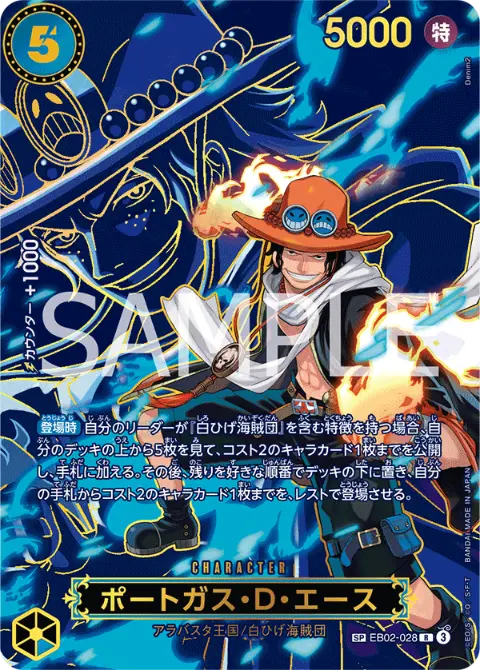 5
5000
特
Denim2
カウンター +1000
SAMPLE
登場時 自分のリーダーが『白ひげ海賊団』を含む特徴を持つ場合、自
分のデッキの上から5枚を見て、コスト2のキャラカード1枚までを公開
し、手札に加える。その後、残りを好きな順番でデッキの下に置き、自分
の手札からコスト2のキャラカード1枚までを、レストで登場させる。
BANDAI MADE IN JAPAN
CHARACTER
ポートガス・D・エース
アラバスタ王国/白ひげ海賊団
SP EB02-028 R 3